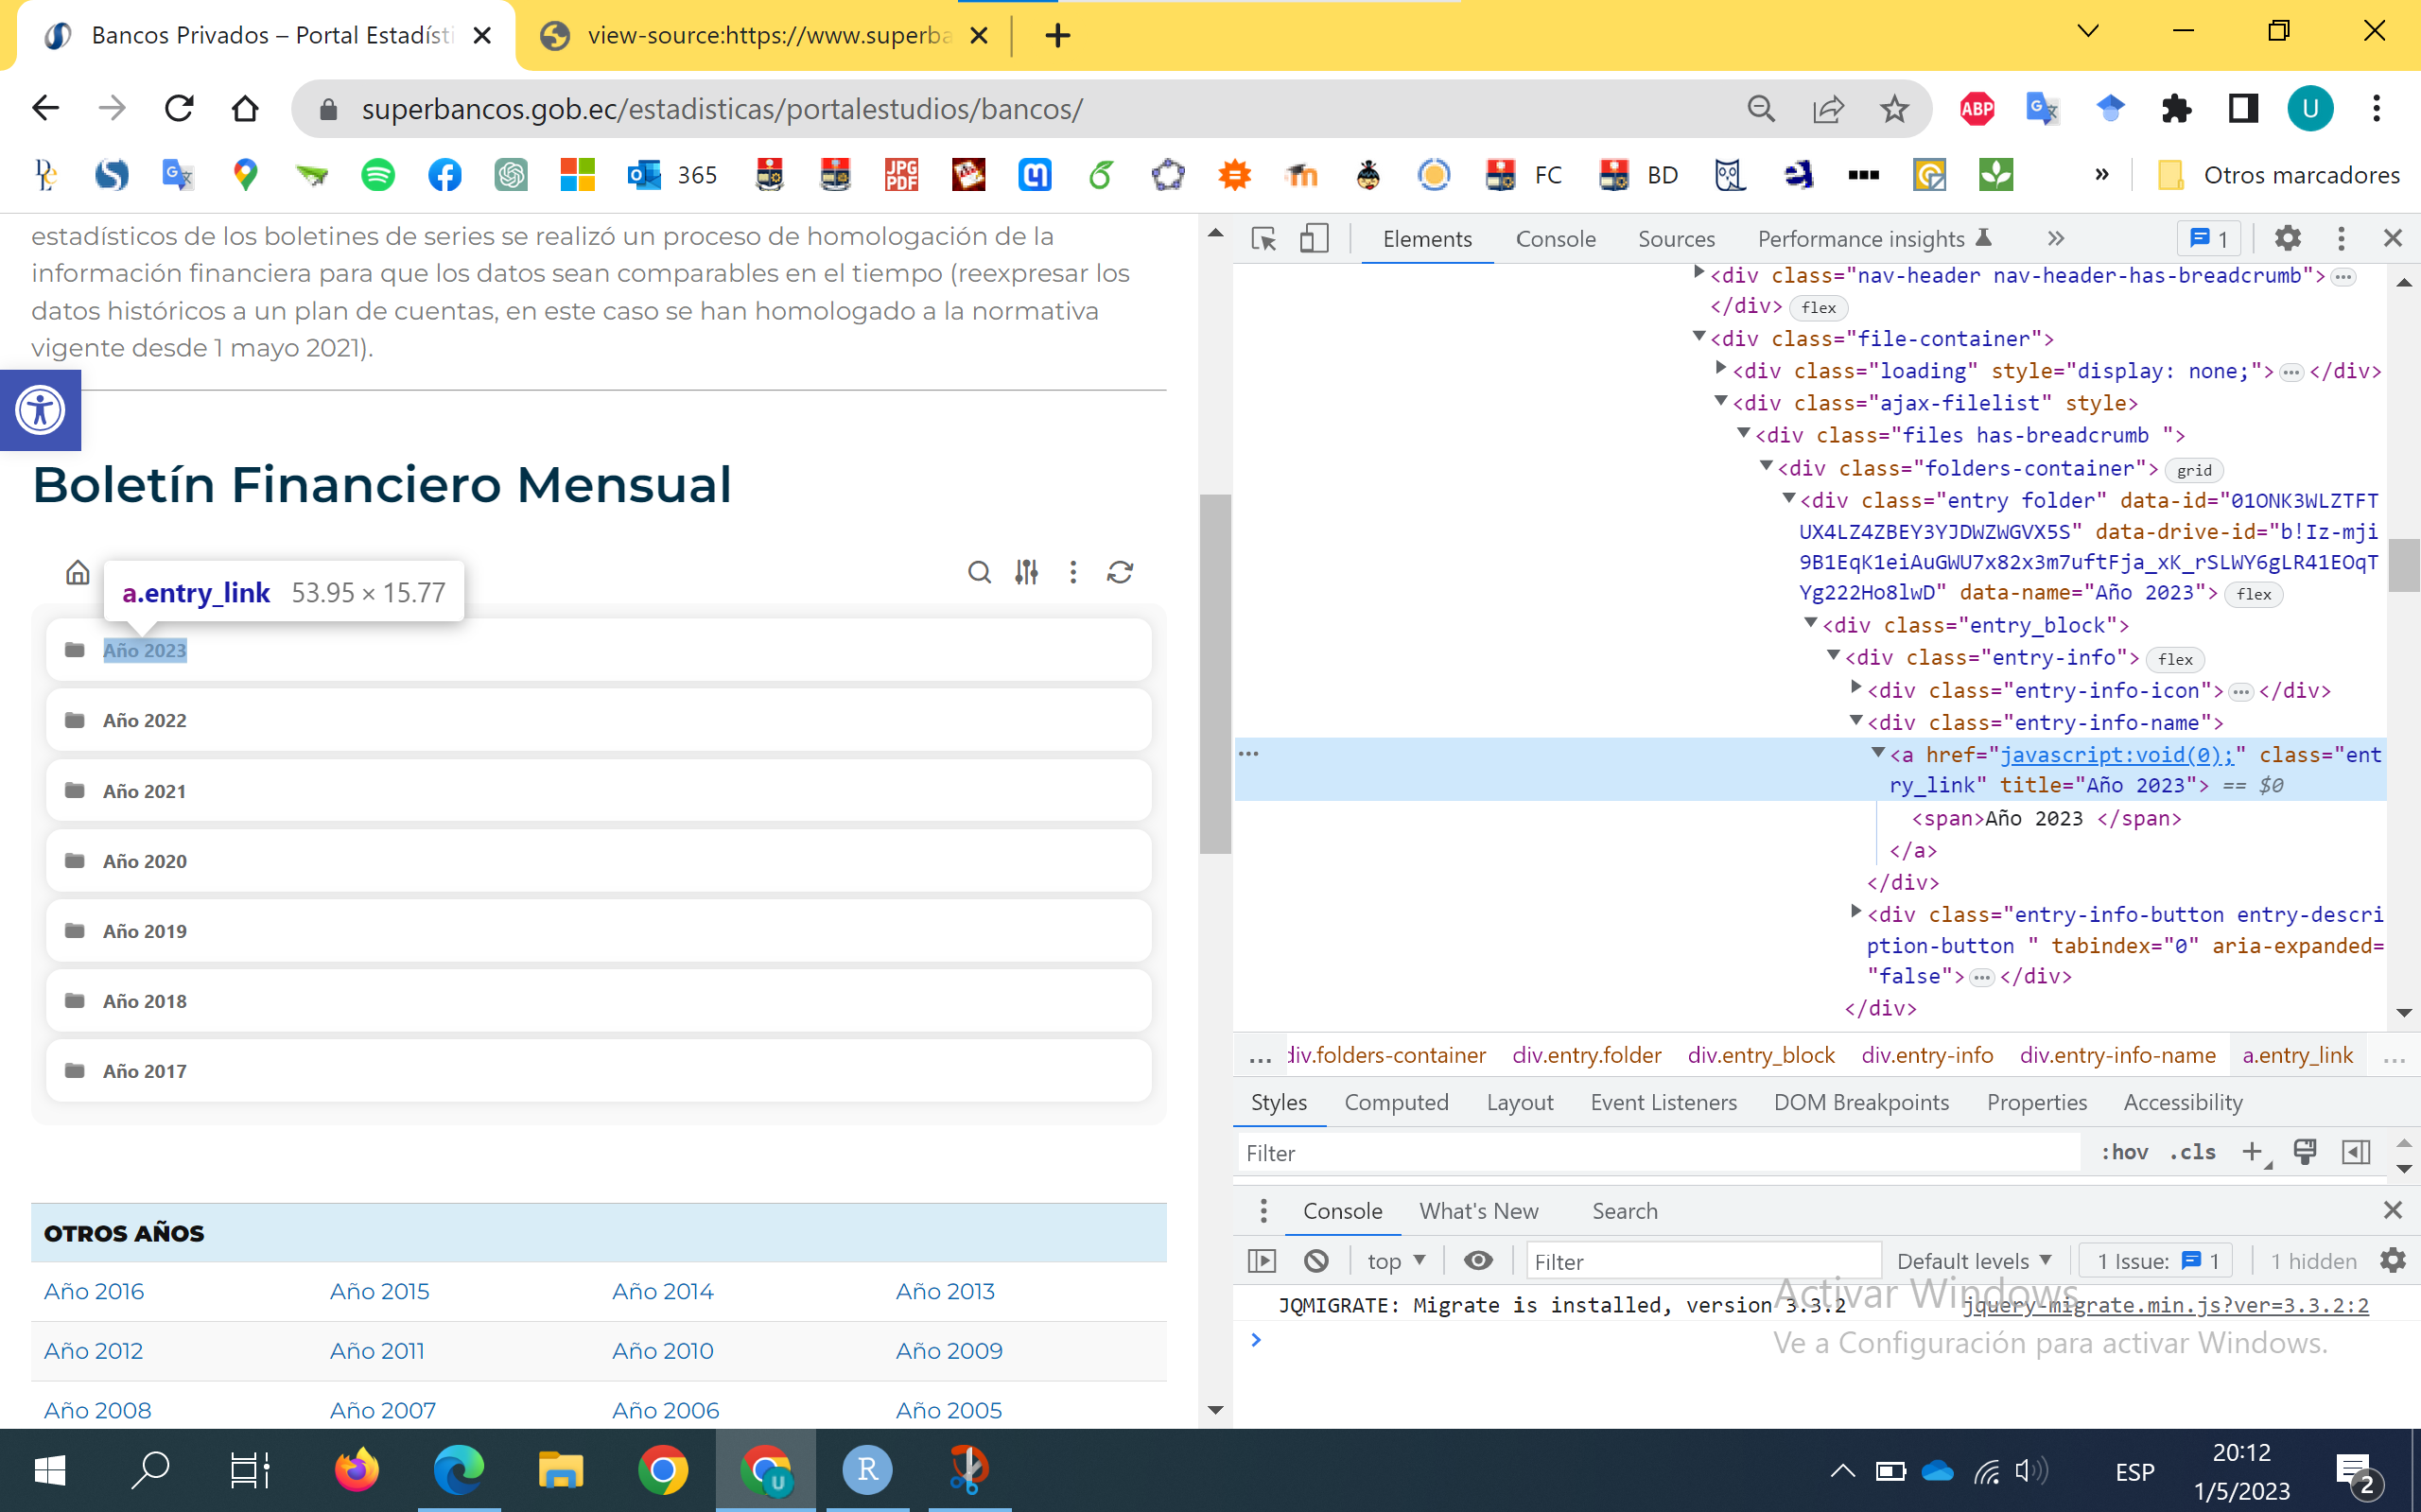 Bancos Privados – Portal Estadísti
view-source:https://www.superba
superbancos.gob.ec/estadisticas/portalestudios/bancos/
ABP
U
365
JPG
PDF
FC
BD
»
Otros marcadores
estadísticos de los boletines de series se realizó un proceso de homologación de la
información financiera para que los datos sean comparables en el tiempo (reexpresar los
datos históricos a un plan de cuentas, en este caso se han homologado a la normativa
vigente desde 1 mayo 2021).
Boletín Financiero Mensual
a.entry_link 53.95 × 15.77
Año 2023
Año 2022
Año 2021
Año 2020
Año 2019
Año 2018
Año 2017
OTROS AÑOS
Año 2016 Año 2015 Año 2014 Año 2013
Año 2012 Año 2011 Año 2010 Año 2009
Año 2008 Año 2007 Año 2006 Año 2005
Elements Console Sources Performance insights » 1
<div class="nav-header nav-header-has-breadcrumb">…
</div> flex
<div class="file-container">
<div class="loading" style="display: none;">…</div>
<div class="ajax-filelist" style>
<div class="files has-breadcrumb ">
<div class="folders-container"> grid
<div class="entry folder" data-id="01ONK3WLZTFT
UX4LZ4ZBEY3YJDWZWGVX5S" data-drive-id="b!Iz-mji
9B1EqK1eiAuGWU7x82x3m7uftFja_xK_rSLWY6gLR41EOqT
Yg222Ho8lwD" data-name="Año 2023"> flex
<div class="entry_block">
<div class="entry-info"> flex
<div class="entry-info-icon">…</div>
<div class="entry-info-name">
<a href="javascript:void(0);" class="ent
ry_link" title="Año 2023"> == $0
<span>Año 2023 </span>
</a>
</div>
<div class="entry-info-button entry-descri
ption-button " tabindex="0" aria-expanded=
"false">…</div>
</div>
… div.folders-container div.entry.folder div.entry_block div.entry-info div.entry-info-name a.entry_link …
Styles Computed Layout Event Listeners DOM Breakpoints Properties Accessibility
Filter :hov .cls +
Console What's New Search
top Filter Default levels 1 Issue: 1 1 hidden
JQMIGRATE: Migrate is installed, version 3.3.2 jquery-migrate.min.js?ver=3.3.2:2
Activar Windows
Ve a Configuración para activar Windows.
U
R
ESP
20:12
1/5/2023
2